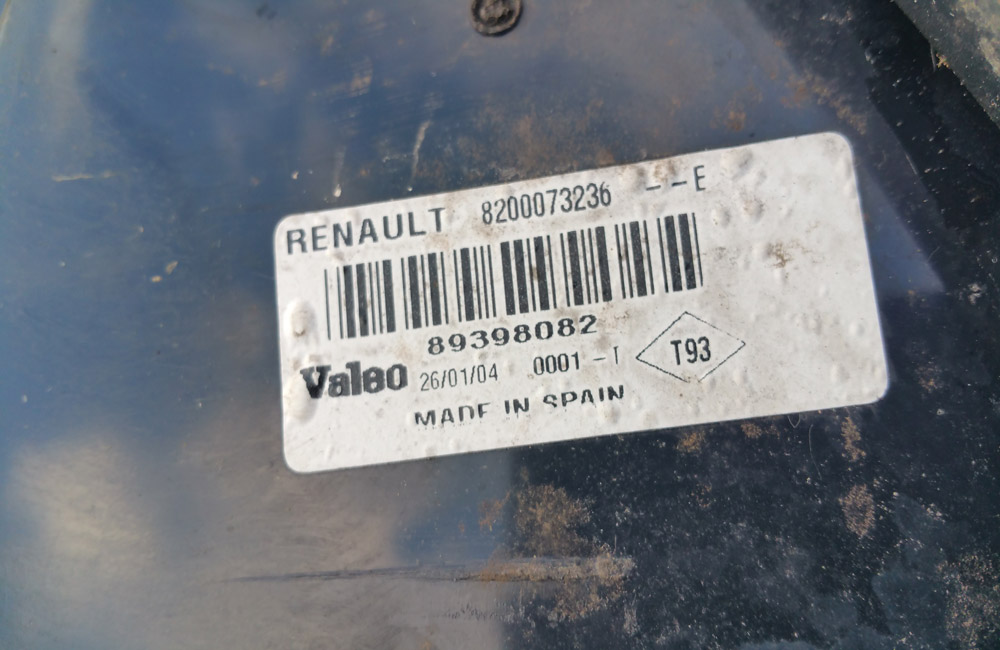 RENAULT 8200073236 --E
89398082
Valeo 26/01/04 0001-T T93
MADE IN SPAIN